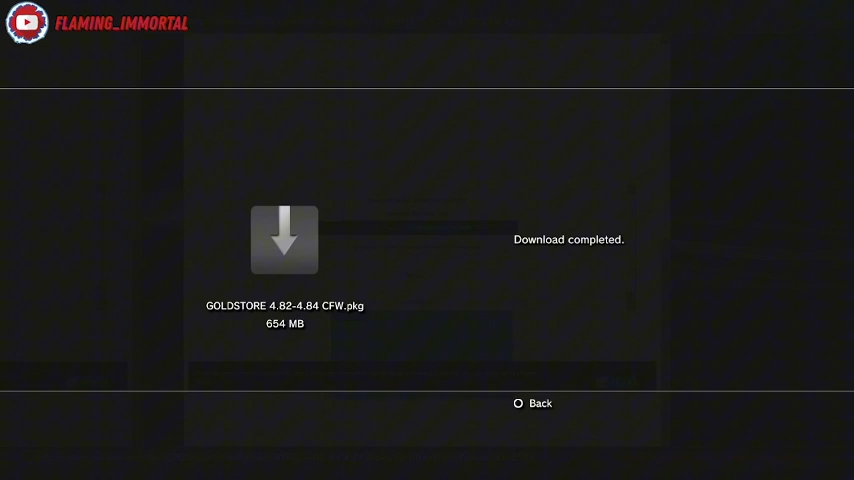 FLAMING_IMMORTAL
Download completed.
GOLDSTORE 4.82-4.84 CFW.pkg
654 MB
Back